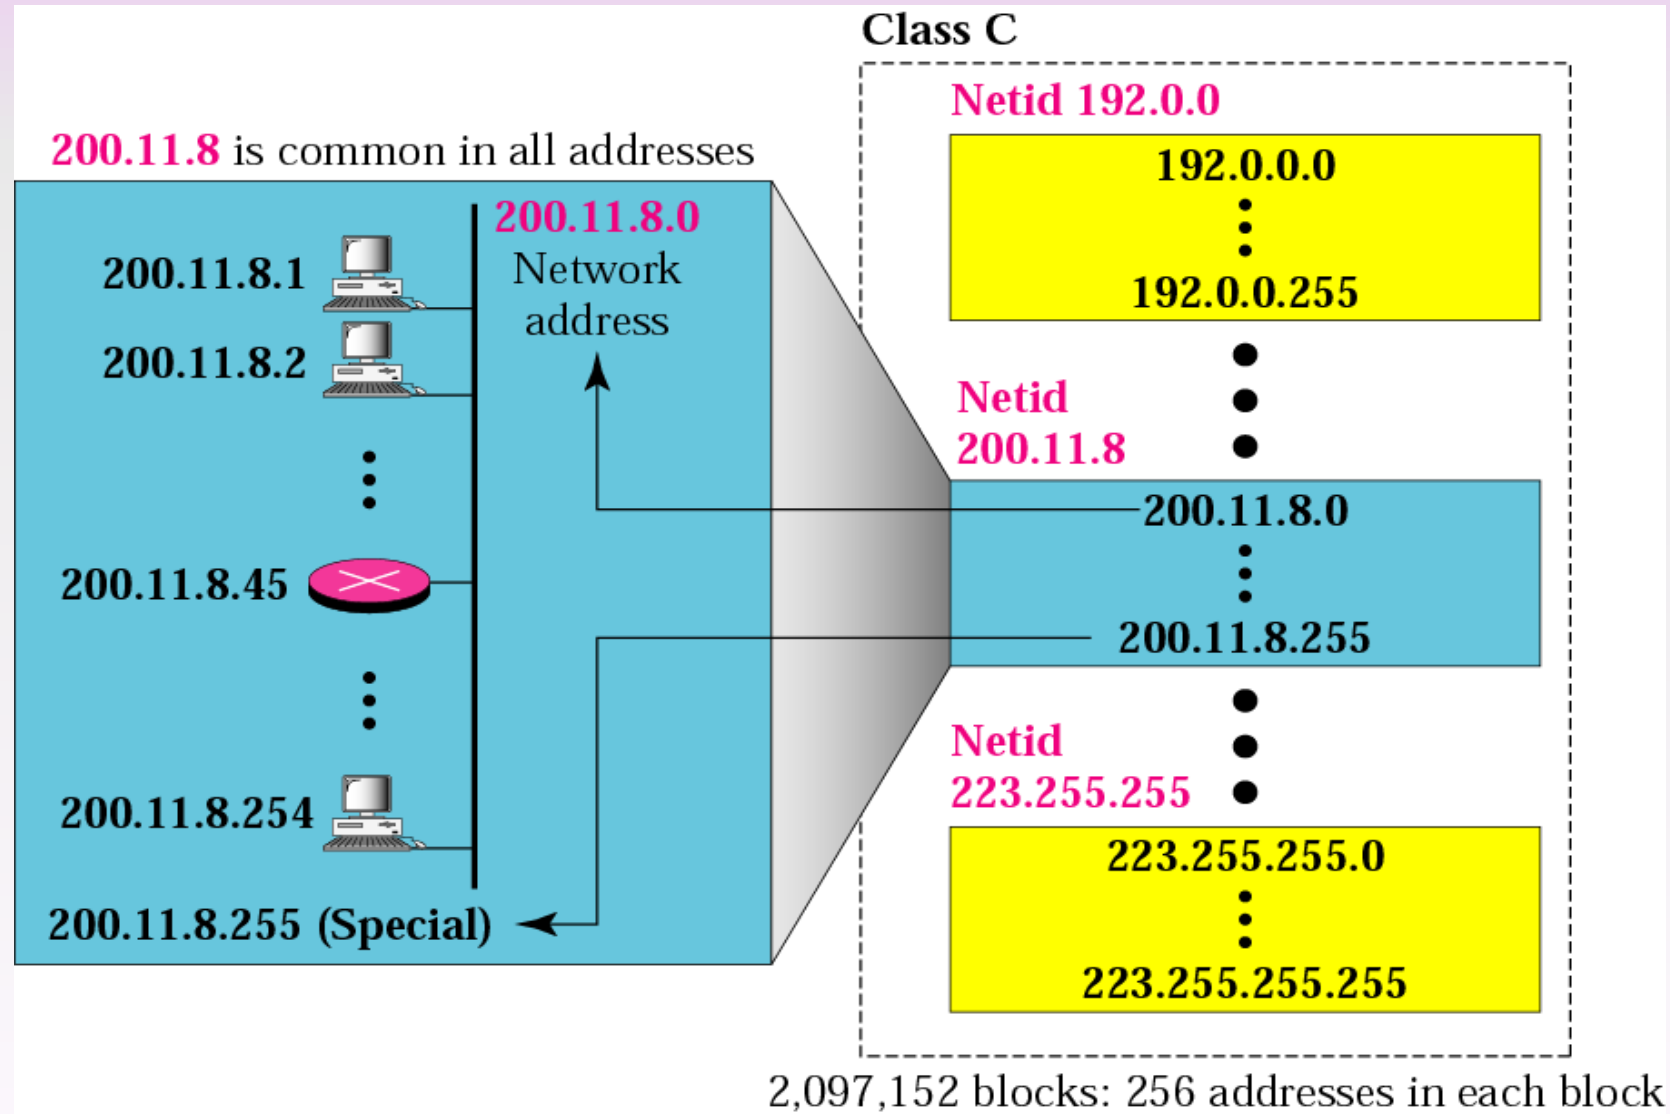 Class C
Netid 192.0.0
192.0.0.0
192.0.0.255
Netid
200.11.8
200.11.8.0
200.11.8.255
Netid
223.255.255
223.255.255.0
223.255.255.255
2,097,152 blocks: 256 addresses in each block
200.11.8 is common in all addresses
200.11.8.0
Network
address
200.11.8.1
200.11.8.2
200.11.8.45
200.11.8.254
200.11.8.255 (Special)